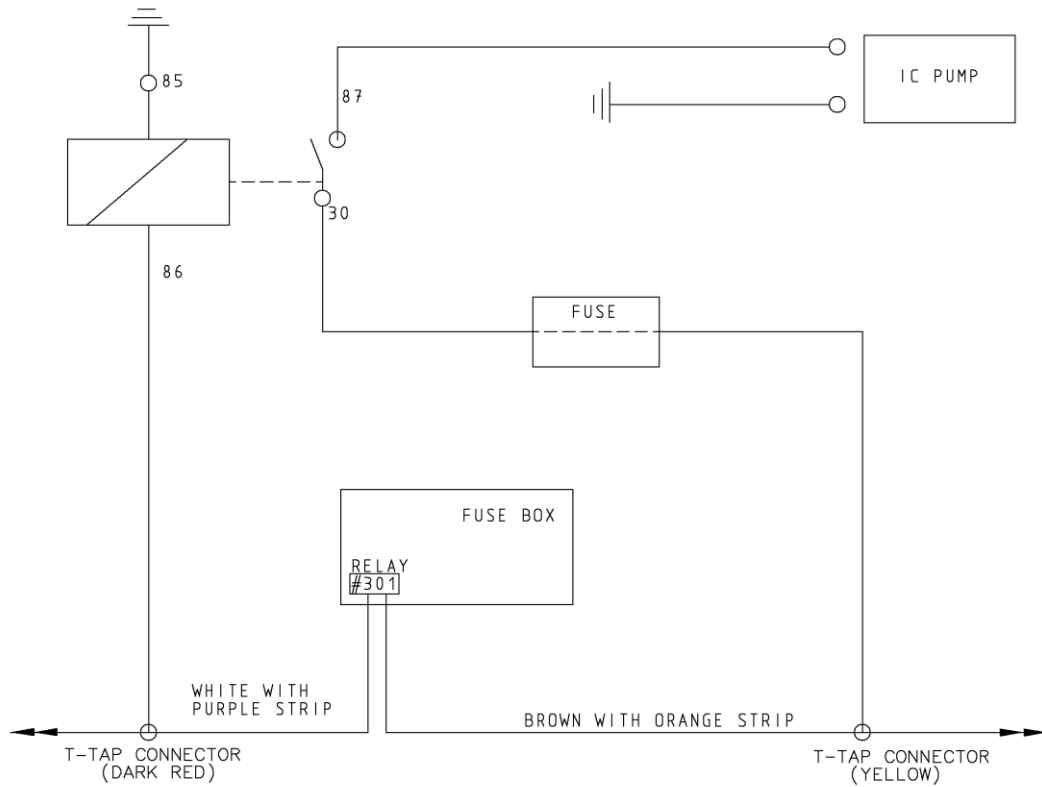 85
IC PUMP
87
30
86
FUSE
FUSE BOX
RELAY
#301
WHITE WITH
PURPLE STRIP
BROWN WITH ORANGE STRIP
T-TAP CONNECTOR
(DARK RED)
T-TAP CONNECTOR
(YELLOW)